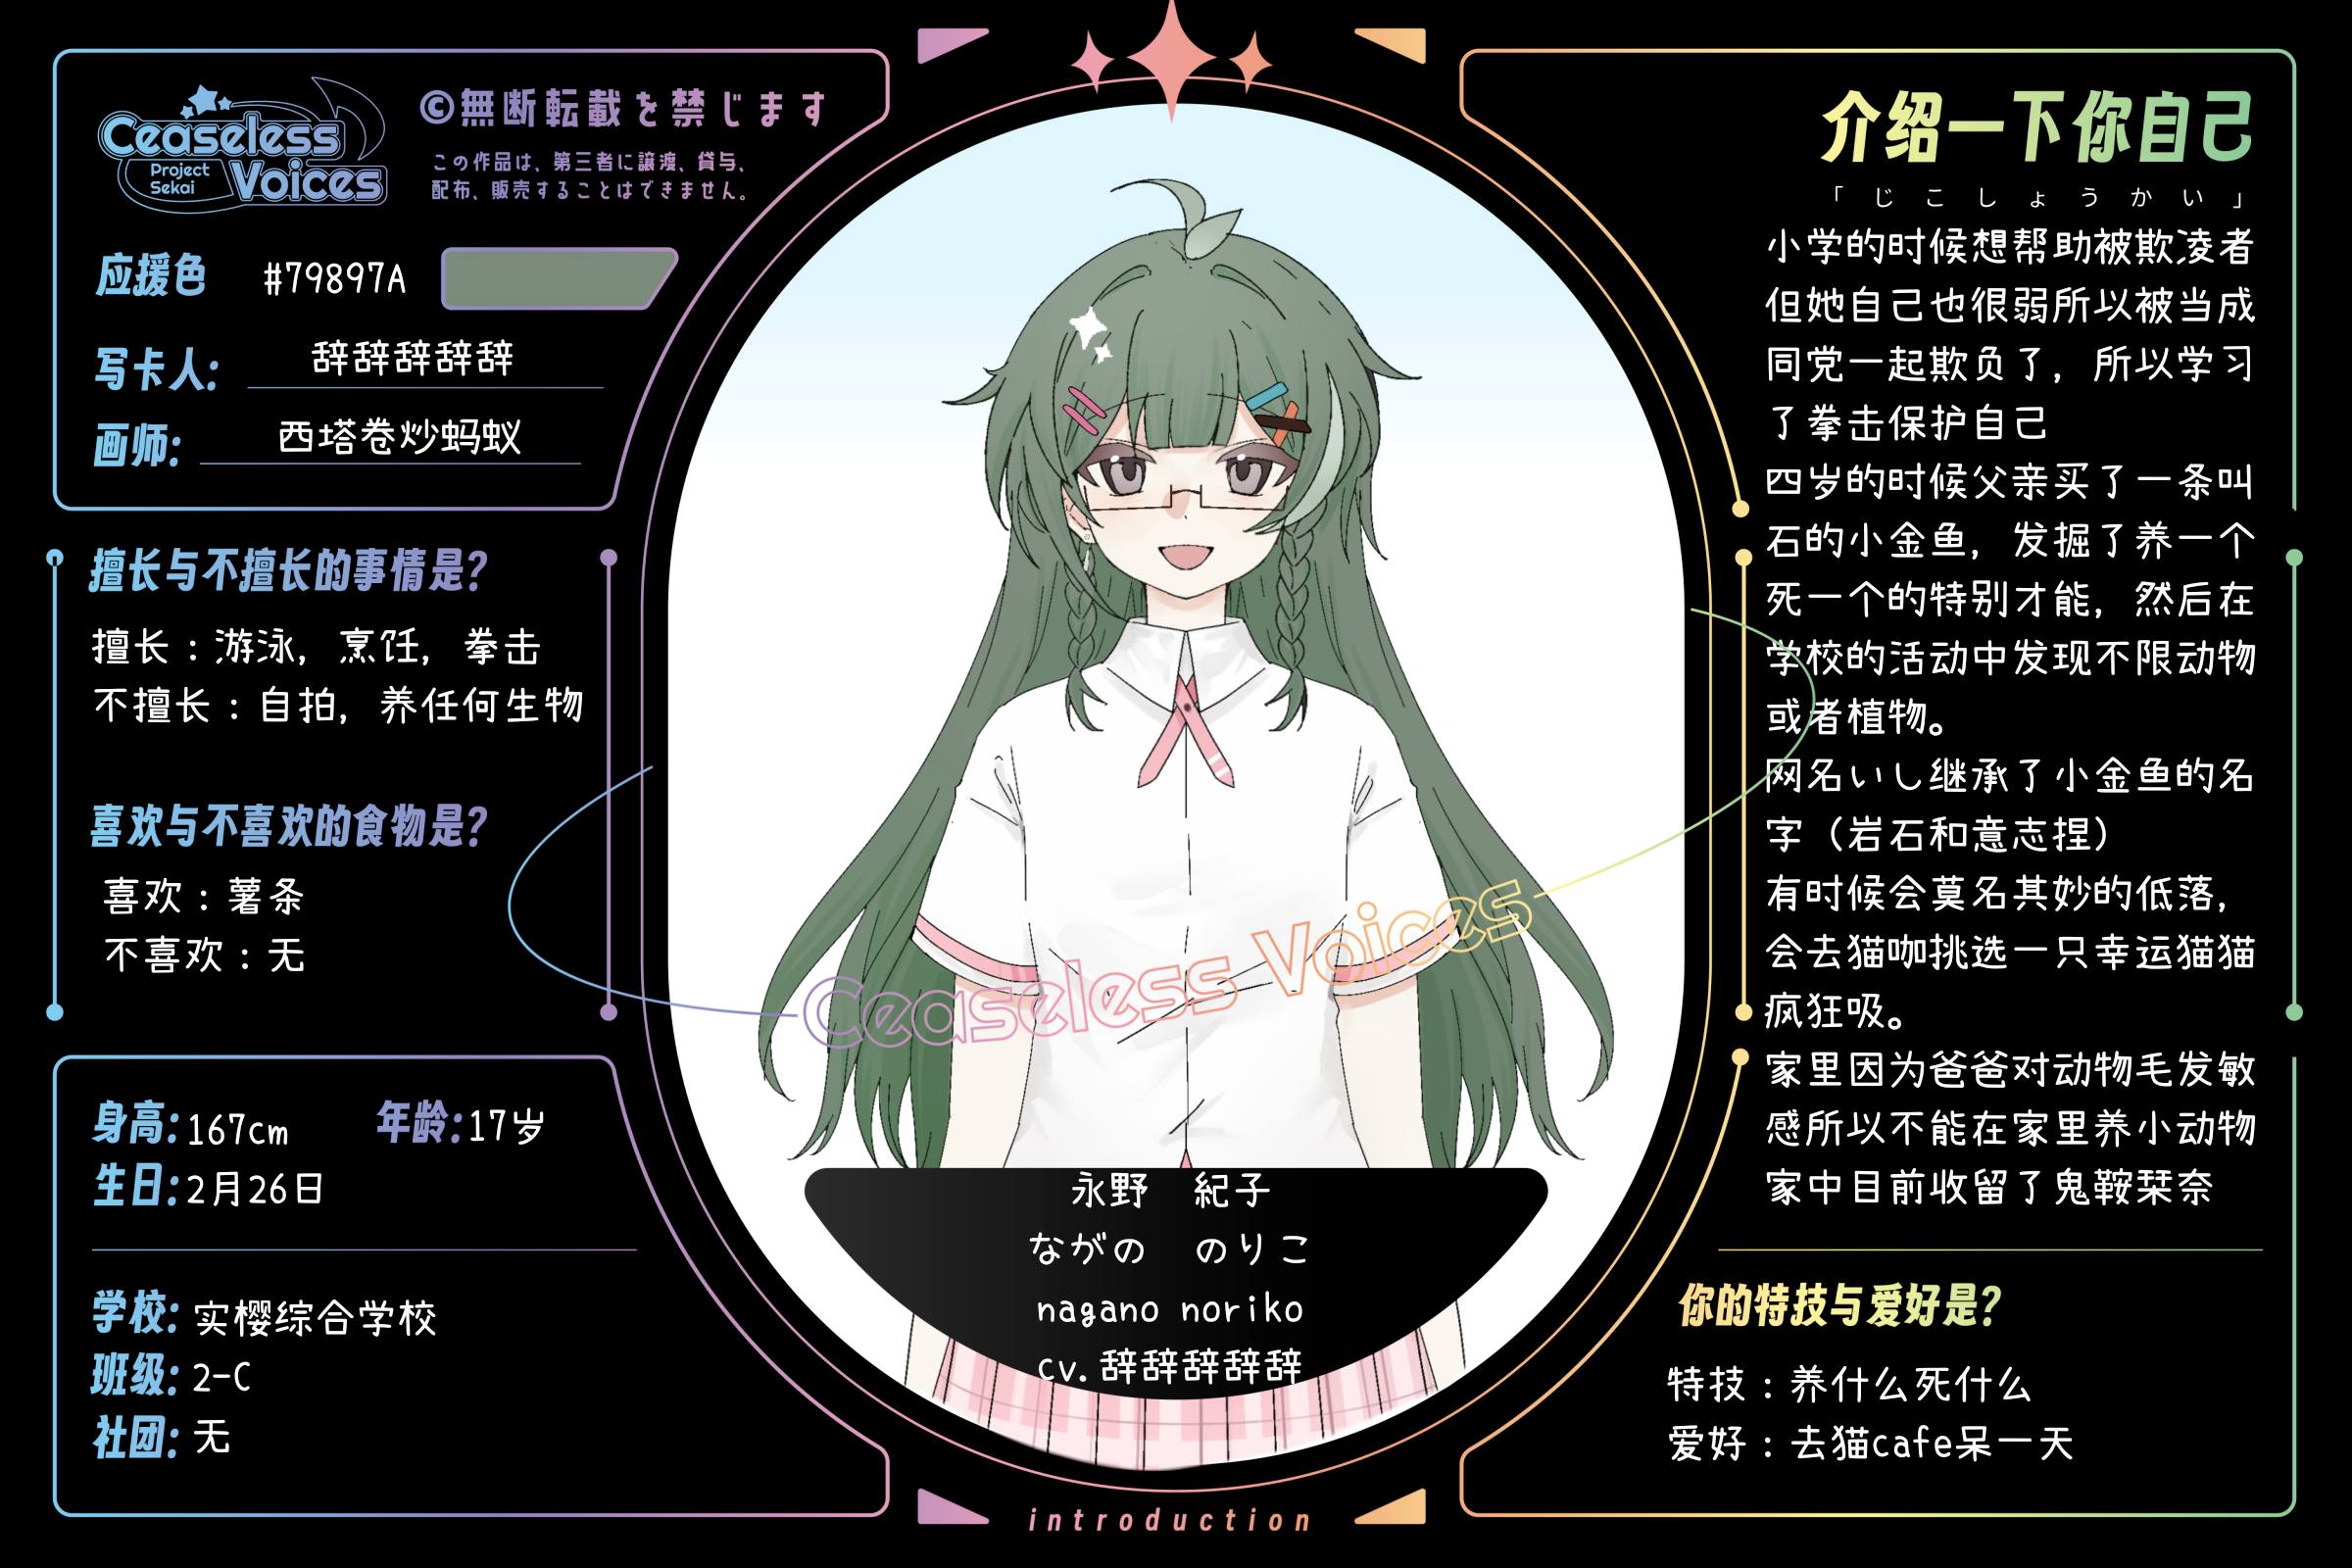 Ceaseless
Project
Sekai
Voices
©無断転載を禁じます
この作品は、第三者に譲渡、貸与、
配布、販売することはできません。
应援色 #79897A
写卡人: 辞辞辞辞辞
画师: 西塔卷炒蚂蚁
擅长与不擅长的事情是?
擅长：游泳，烹饪，拳击
不擅长：自拍，养任何生物
喜欢与不喜欢的食物是?
喜欢：薯条
不喜欢：无
身高:167cm 年龄:17岁
生日:2月26日
学校: 实樱综合学校
班级: 2-C
社团: 无
Ceaseless Voices
永野 紀子
ながの のりこ
nagano noriko
cv.辞辞辞辞辞
introduction
介绍一下你自己
「じこしょうかい」
小学的时候想帮助被欺凌者
但她自己也很弱所以被当成
同党一起欺负了，所以学习
了拳击保护自己
四岁的时候父亲买了一条叫
石的小金鱼，发掘了养一个
死一个的特别才能，然后在
学校的活动中发现不限动物
或者植物。
网名いし继承了小金鱼的名
字（岩石和意志捏）
有时候会莫名其妙的低落，
会去猫咖挑选一只幸运猫猫
疯狂吸。
家里因为爸爸对动物毛发敏
感所以不能在家里养小动物
家中目前收留了鬼鞍栞奈
你的特技与爱好是?
特技：养什么死什么
爱好：去猫cafe呆一天